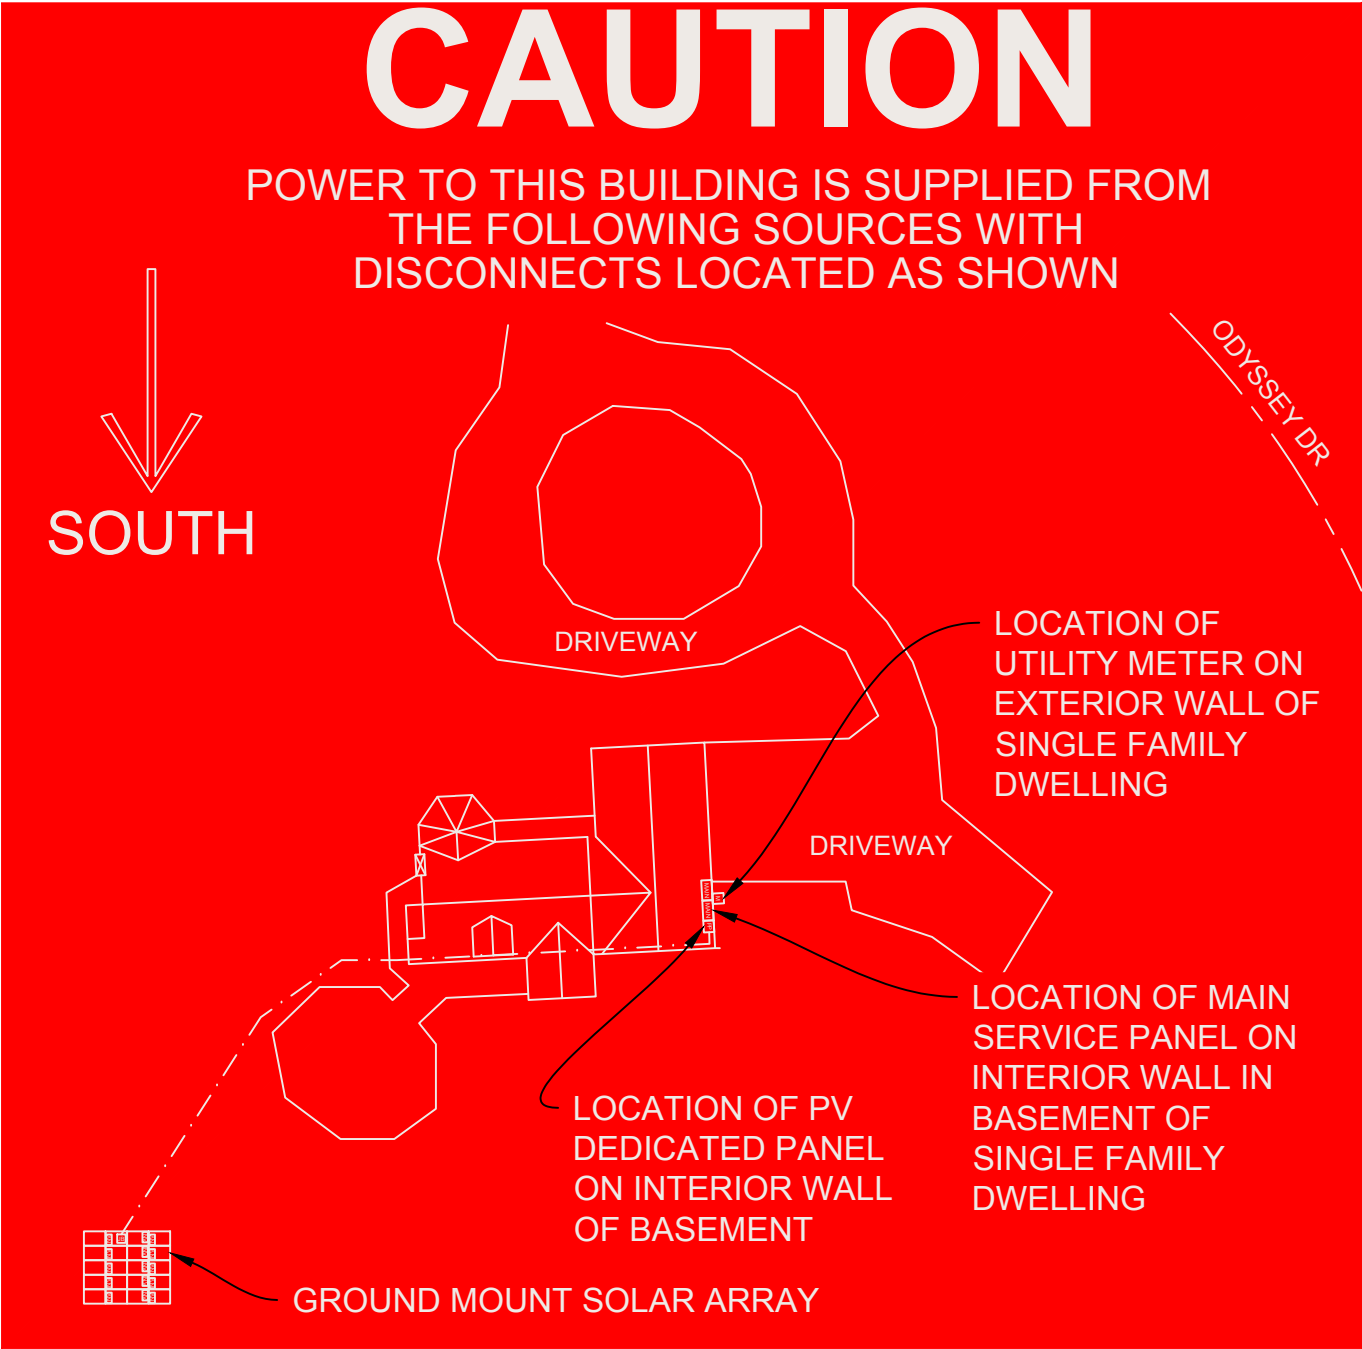 CAUTION
POWER TO THIS BUILDING IS SUPPLIED FROM
THE FOLLOWING SOURCES WITH
DISCONNECTS LOCATED AS SHOWN
ODYSSEY DR
SOUTH
DRIVEWAY
LOCATION OF
UTILITY METER ON
EXTERIOR WALL OF
SINGLE FAMILY
DWELLING
DRIVEWAY
MAIN
MAIN
LOCATION OF MAIN
SERVICE PANEL ON
INTERIOR WALL IN
BASEMENT OF
SINGLE FAMILY
DWELLING
LOCATION OF PV
DEDICATED PANEL
ON INTERIOR WALL
OF BASEMENT
GROUND MOUNT SOLAR ARRAY